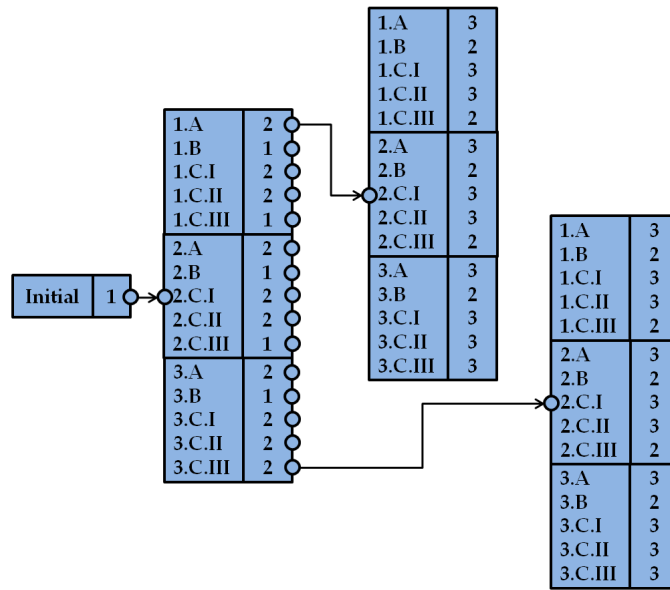 1.A 3
1.B 2
1.C.I 3
1.C.II 3
1.C.III 2
2.A 3
2.B 2
2.C.I 3
2.C.II 3
2.C.III 2
3.A 3
3.B 2
3.C.I 3
3.C.II 3
3.C.III 3
1.A 2
1.B 1
1.C.I 2
1.C.II 2
1.C.III 1
2.A 2
2.B 1
2.C.I 2
2.C.II 2
2.C.III 1
3.A 2
3.B 1
3.C.I 2
3.C.II 2
3.C.III 2
Initial 1
1.A 3
1.B 2
1.C.I 3
1.C.II 3
1.C.III 2
2.A 3
2.B 2
2.C.I 3
2.C.II 3
2.C.III 2
3.A 3
3.B 2
3.C.I 3
3.C.II 3
3.C.III 3